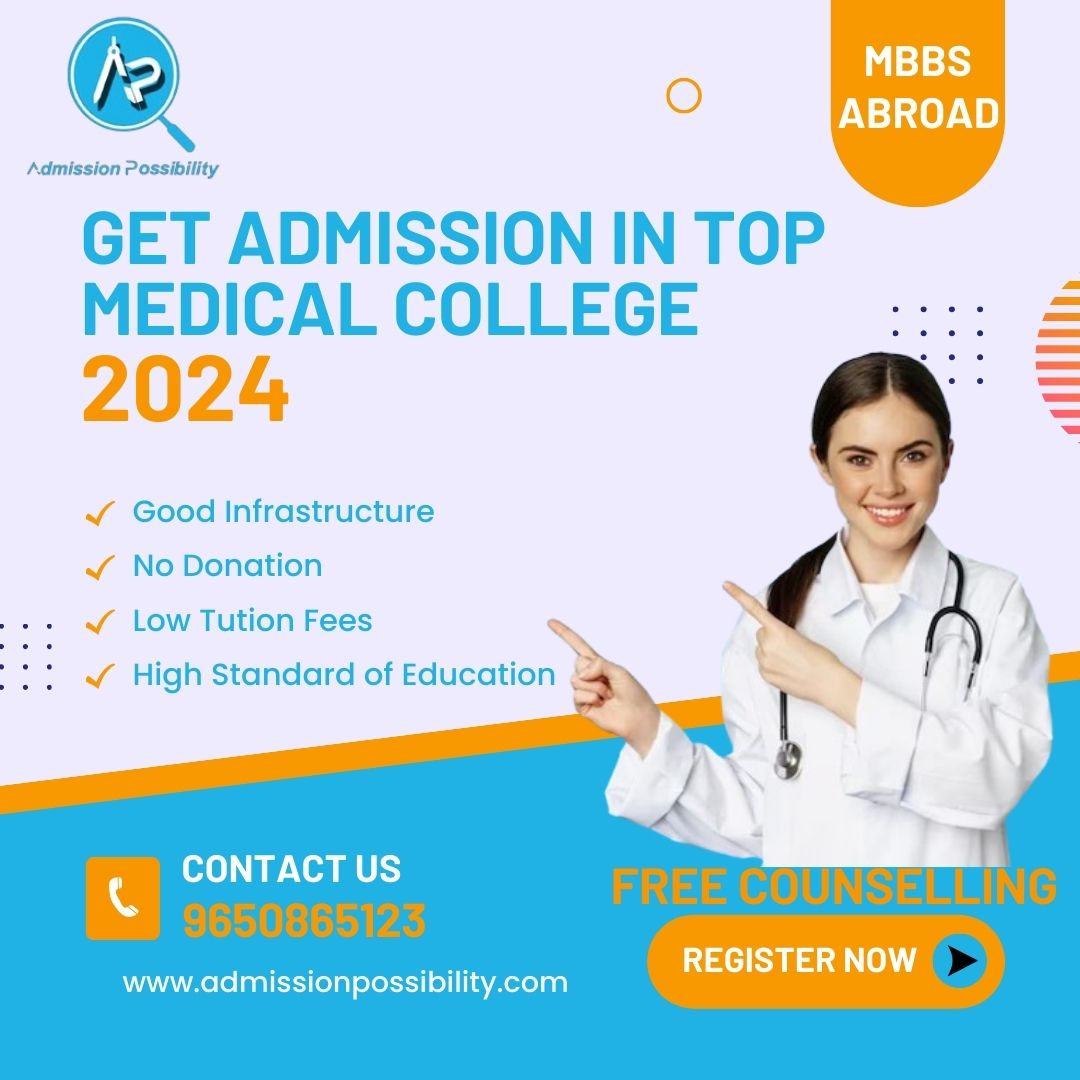 AP
Admission Possibility
MBBS
ABROAD
GET ADMISSION IN TOP
MEDICAL COLLEGE
2024
Good Infrastructure
No Donation
Low Tution Fees
High Standard of Education
CONTACT US
9650865123
www.admissionpossibility.com
FREE COUNSELLING
REGISTER NOW